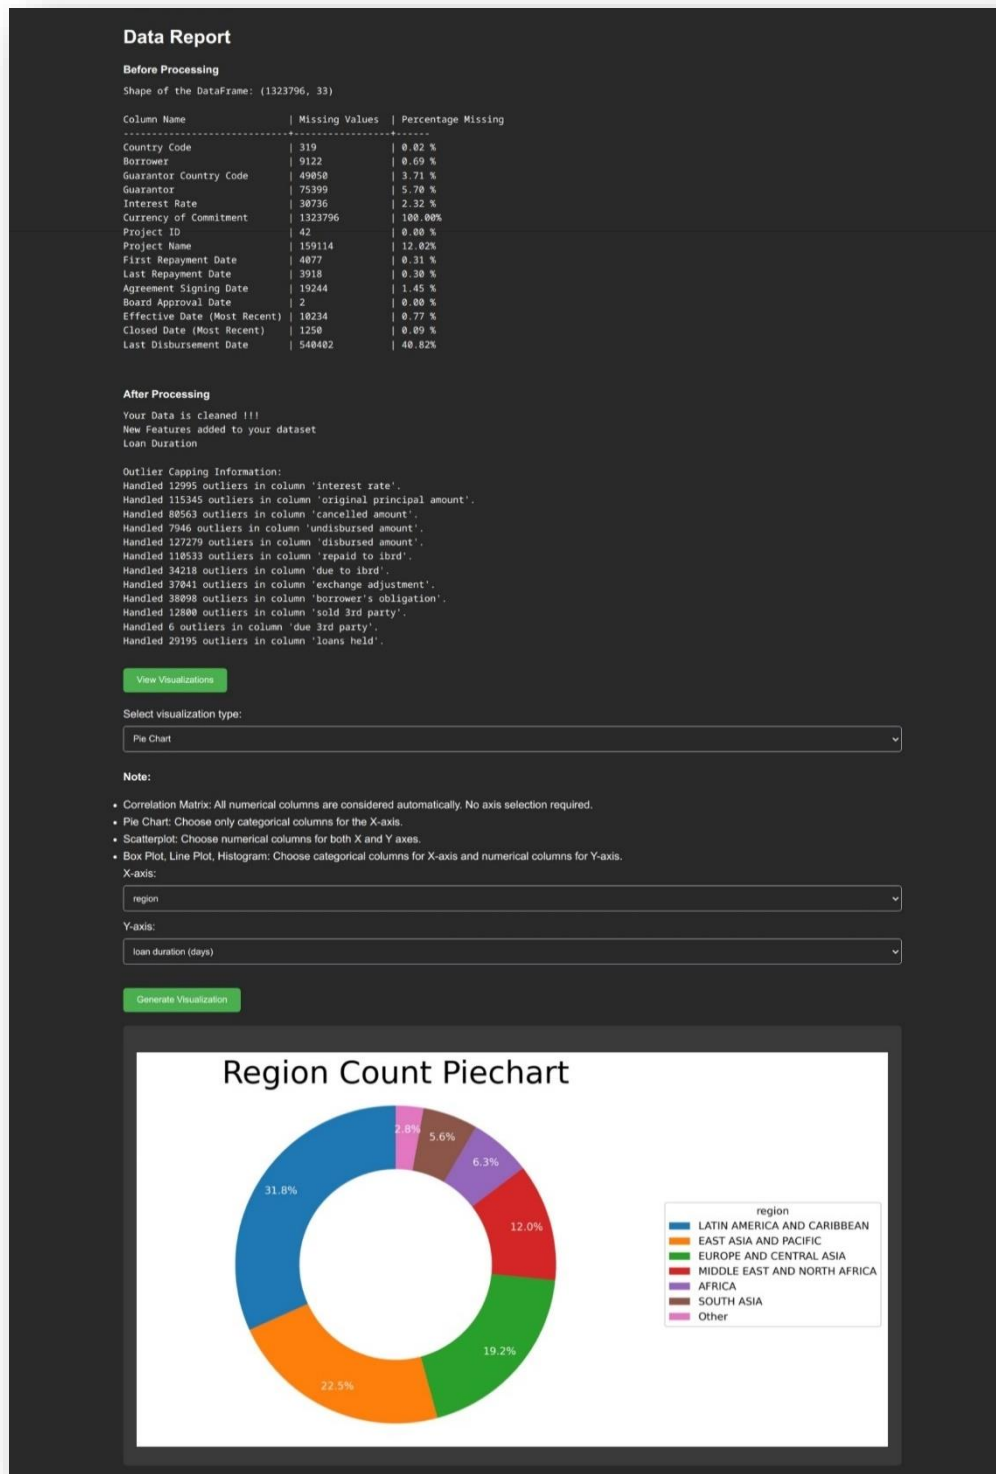 Data Report
Before Processing
Shape of the DataFrame: (1323796, 33)
Column Name | Missing Values | Percentage Missing
----------------------------+-----------------+------
Country Code | 319 | 0.02 %
Borrower | 9122 | 0.69 %
Guarantor Country Code | 49050 | 3.71 %
Guarantor | 75399 | 5.70 %
Interest Rate | 30736 | 2.32 %
Currency of Commitment | 1323796 | 100.00%
Project ID | 42 | 0.00 %
Project Name | 159114 | 12.02%
First Repayment Date | 4077 | 0.31 %
Last Repayment Date | 3918 | 0.30 %
Agreement Signing Date | 19244 | 1.45 %
Board Approval Date | 2 | 0.00 %
Effective Date (Most Recent) | 10234 | 0.77 %
Closed Date (Most Recent) | 1250 | 0.09 %
Last Disbursement Date | 540402 | 40.82%
After Processing
Your Data is cleaned !!!
New Features added to your dataset
Loan Duration
Outlier Capping Information:
Handled 12995 outliers in column 'interest rate'.
Handled 115345 outliers in column 'original principal amount'.
Handled 80563 outliers in column 'cancelled amount'.
Handled 7946 outliers in column 'undisbursed amount'.
Handled 127279 outliers in column 'disbursed amount'.
Handled 110533 outliers in column 'repaid to ibrd'.
Handled 34218 outliers in column 'due to ibrd'.
Handled 37041 outliers in column 'exchange adjustment'.
Handled 38098 outliers in column 'borrower's obligation'.
Handled 12800 outliers in column 'sold 3rd party'.
Handled 6 outliers in column 'due 3rd party'.
Handled 29195 outliers in column 'loans held'.
View Visualizations
Select visualization type:
Pie Chart
Note:
• Correlation Matrix: All numerical columns are considered automatically. No axis selection required.
• Pie Chart: Choose only categorical columns for the X-axis.
• Scatterplot: Choose numerical columns for both X and Y axes.
• Box Plot, Line Plot, Histogram: Choose categorical columns for X-axis and numerical columns for Y-axis.
X-axis:
region
Y-axis:
loan duration (days)
Generate Visualization
Region Count Piechart
2.8%
5.6%
6.3%
31.8%
12.0%
19.2%
22.5%
region
LATIN AMERICA AND CARIBBEAN
EAST ASIA AND PACIFIC
EUROPE AND CENTRAL ASIA
MIDDLE EAST AND NORTH AFRICA
AFRICA
SOUTH ASIA
Other